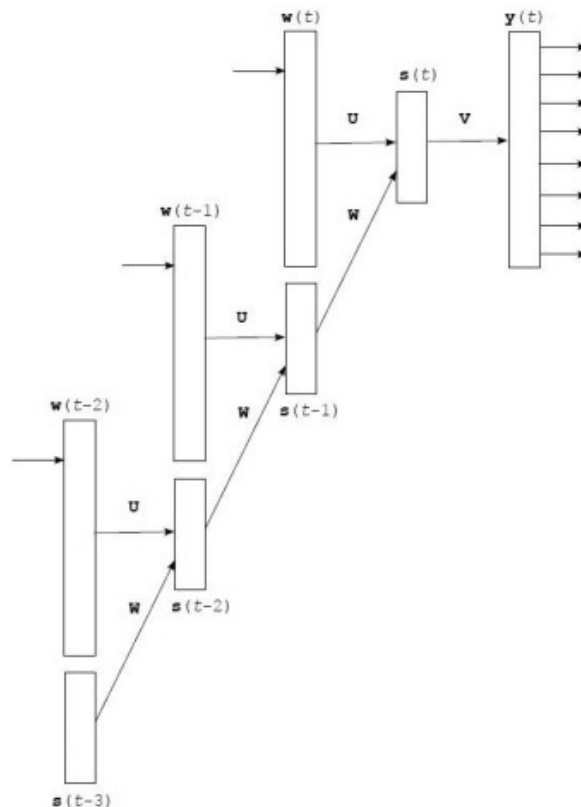 w(t) y(t)
s(t)
U V
w(t-1) W
U
w(t-2) W s(t-1)
U
W s(t-2)
s(t-3)